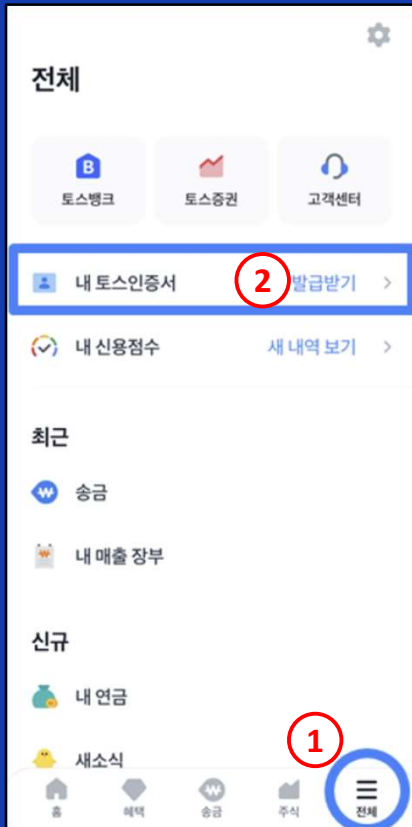 전체
B
토스뱅크 토스증권 고객센터
내 토스인증서 2 발급받기 >
내 신용점수 새 내역 보기 >
최근
송금
내 매출 장부
신규
내 연금
1
새소식
홈 혜택 송금 주식 전체